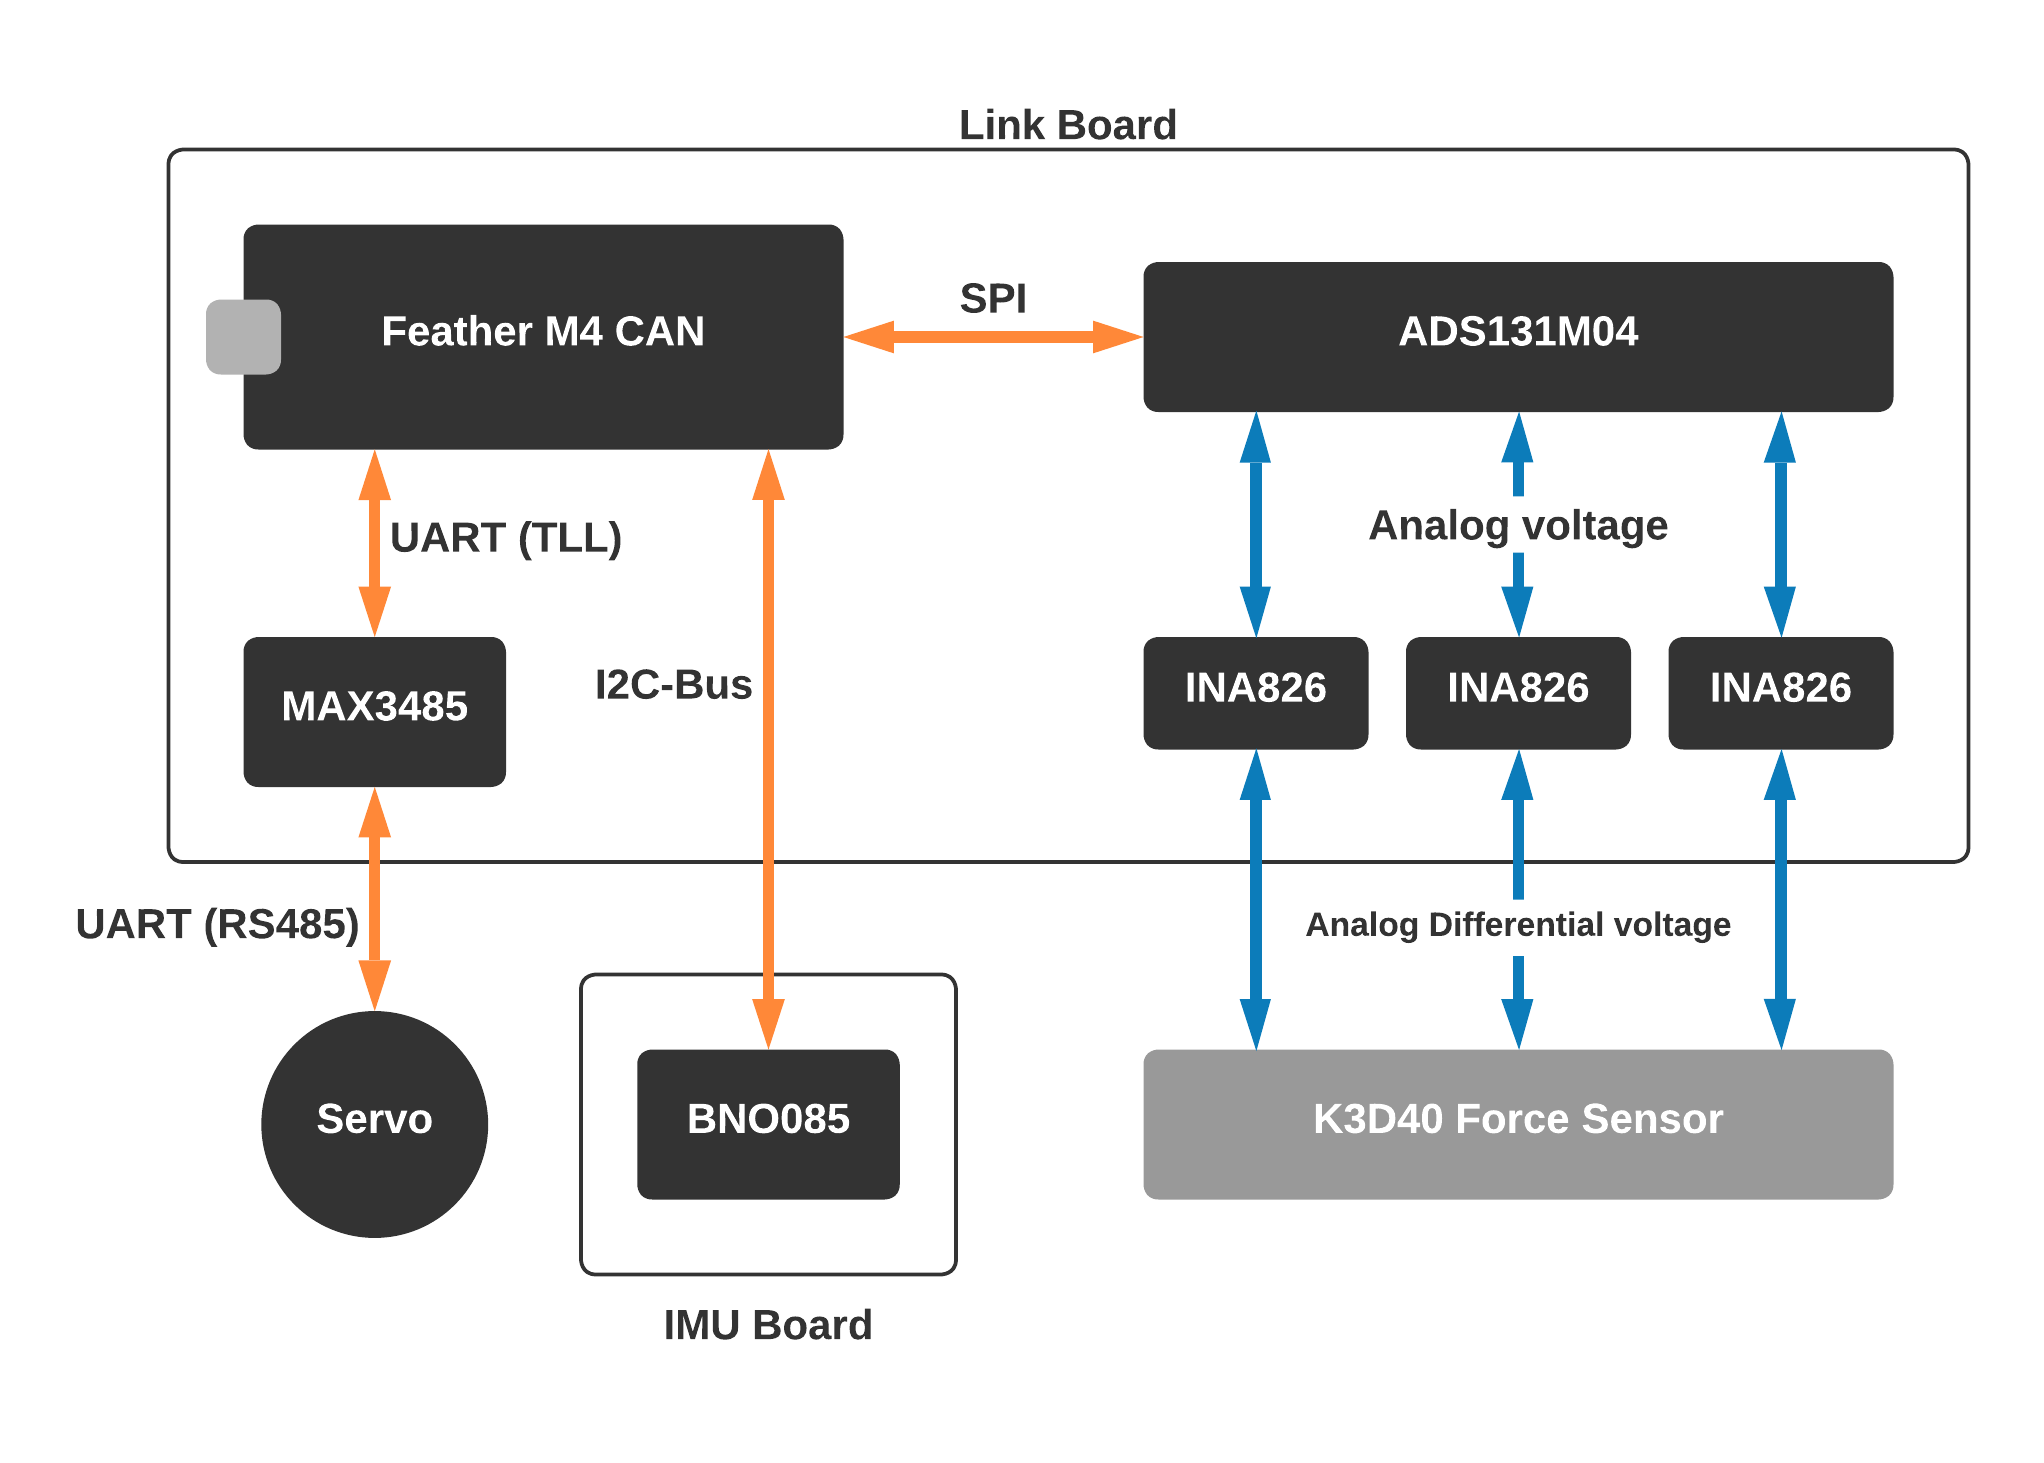 Link Board
Feather M4 CAN
SPI
ADS131M04
UART (TLL)
Analog voltage
MAX3485
I2C-Bus
INA826
INA826
INA826
UART (RS485)
Analog Differential voltage
Servo
BNO085
K3D40 Force Sensor
IMU Board